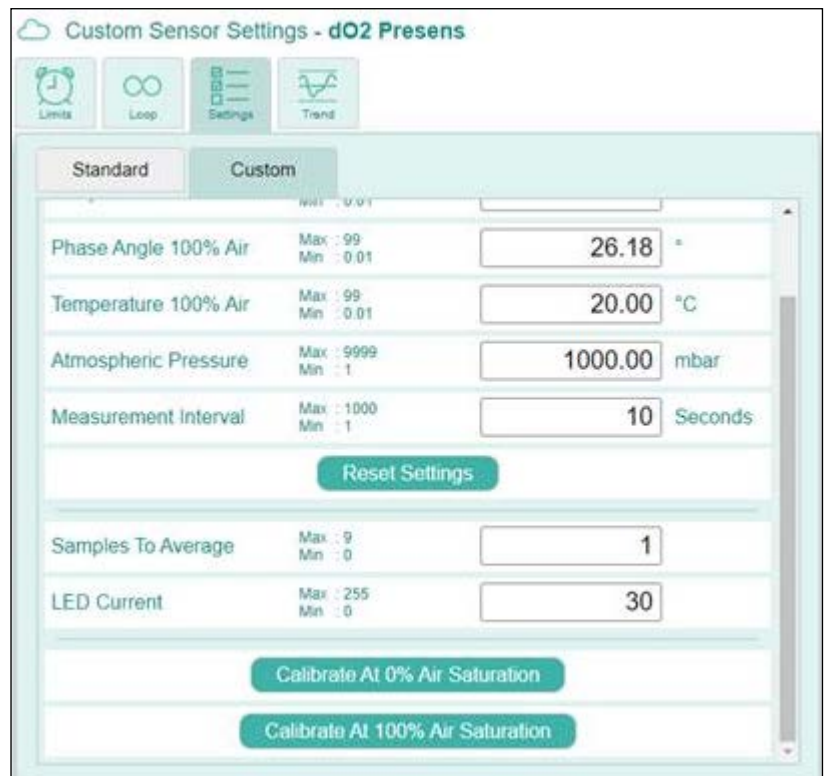 Custom Sensor Settings - dO2 Presens
Limits Loop Settings Trend
Standard Custom
Min : 0.01
Phase Angle 100% Air Max : 99 26.18 °
Min : 0.01
Temperature 100% Air Max : 99 20.00 °C
Min : 0.01
Atmospheric Pressure Max : 9999 1000.00 mbar
Min : 1
Measurement Interval Max : 1000 10 Seconds
Min : 1
Reset Settings
Samples To Average Max : 9 1
Min : 0
LED Current Max : 255 30
Min : 0
Calibrate At 0% Air Saturation
Calibrate At 100% Air Saturation